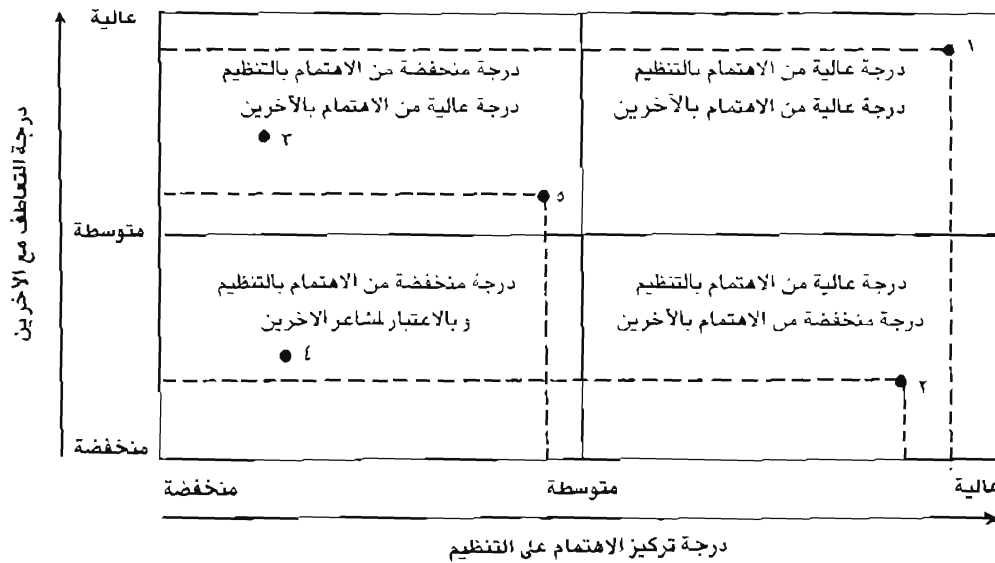 عالية
١
درجة عالية من الاهتمام بالتنظيم
درجة عالية من الاهتمام بالآخرين
درجة منخفضة من الاهتمام بالتنظيم
درجة عالية من الاهتمام بالآخرين
٣
٥
درجة التعاطف مع الآخرين
متوسطة
درجة عالية من الاهتمام بالتنظيم
درجة منخفضة من الاهتمام بالآخرين
٢
درجة منخفضة من الاهتمام بالتنظيم
و بالاعتبار لمشاعر الاخرين
٤
منخفضة
منخفضة
متوسطة
عالية
درجة تركيز الاهتمام على التنظيم